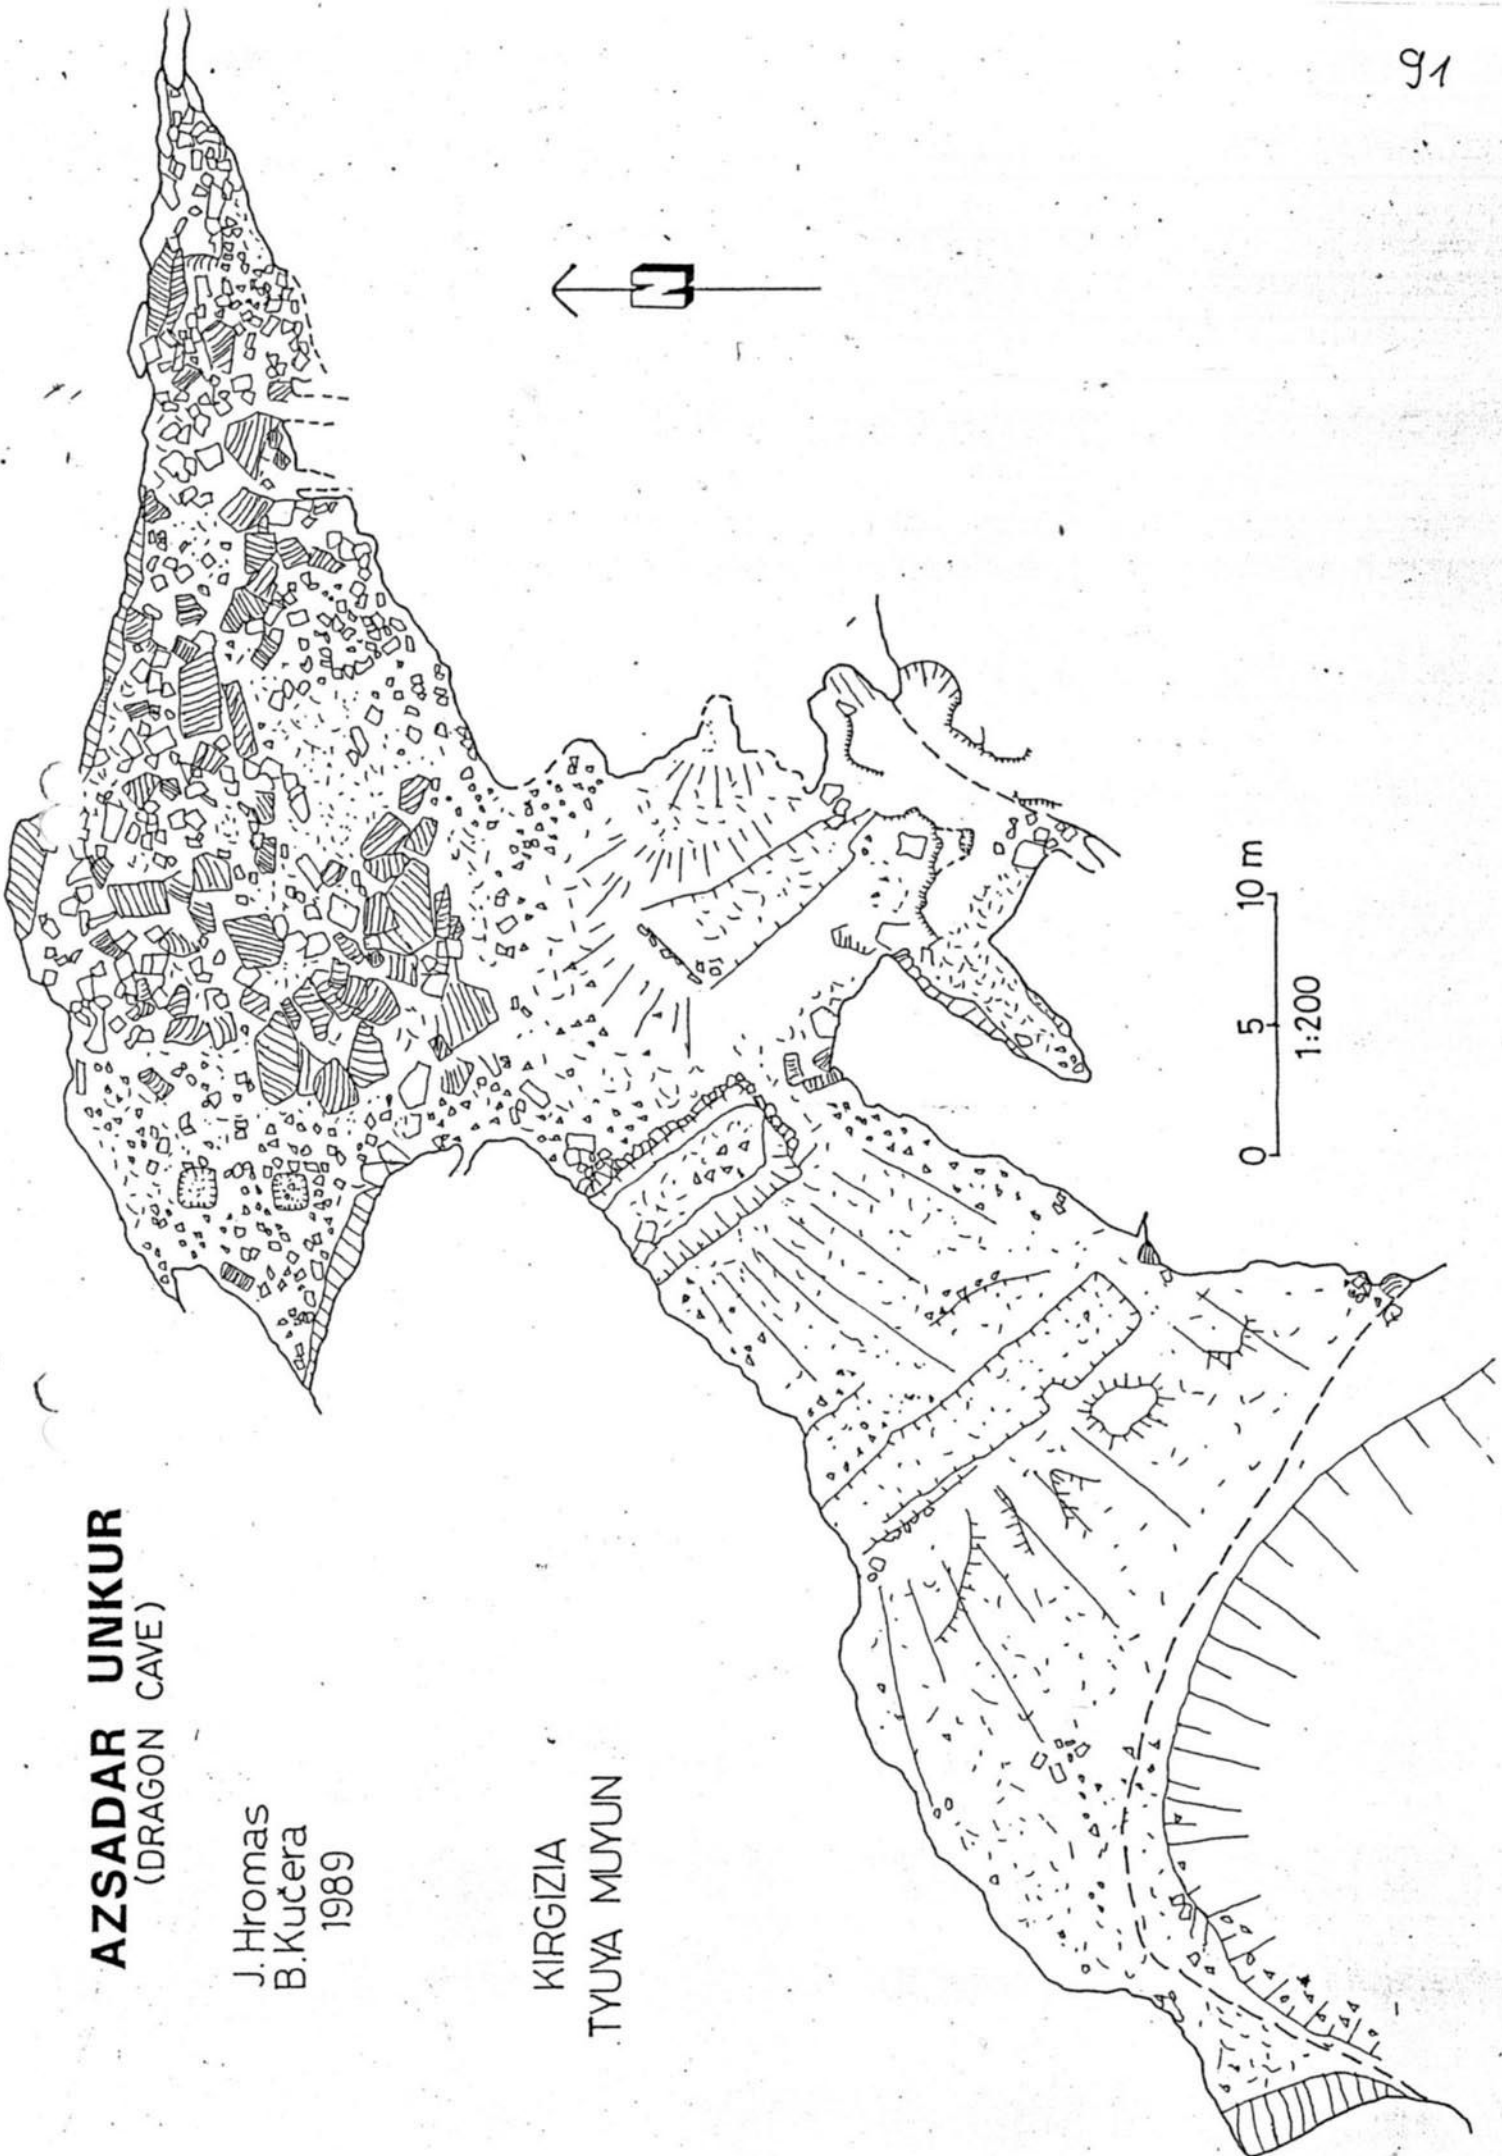 91
AZSADAR UNKUR
(DRAGON CAVE)
J. Hromas
B. Kučera
1989
KIRGIZIA
TYUYA MUYUN
N
0 5 10 m
1:200